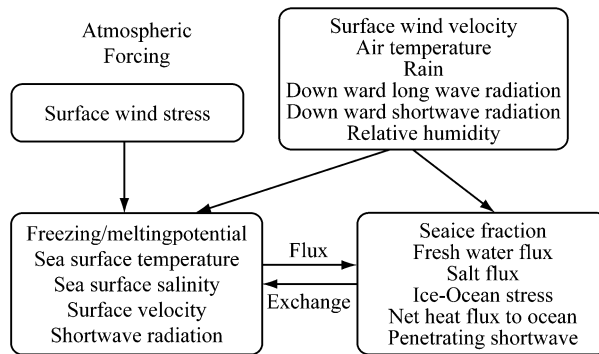 Atmospheric
Forcing
Surface wind stress
Surface wind velocity
Air temperature
Rain
Down ward long wave radiation
Down ward shortwave radiation
Relative humidity
Freezing/meltingpotential
Sea surface temperature
Sea surface salinity
Surface velocity
Shortwave radiation
Flux
Exchange
Seaice fraction
Fresh water flux
Salt flux
Ice-Ocean stress
Net heat flux to ocean
Penetrating shortwave